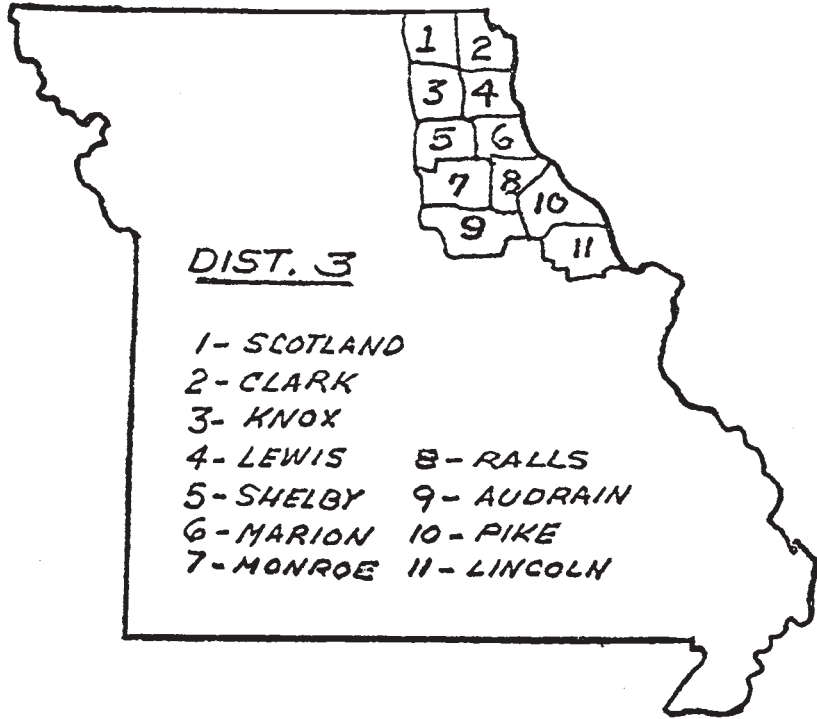 1 2
3 4
5 6
7 8
10
9
11
DIST. 3
1- SCOTLAND
2- CLARK
3- KNOX
4- LEWIS 8- RALLS
5- SHELBY 9- AUDRAIN
6- MARION 10- PIKE
7- MONROE 11- LINCOLN